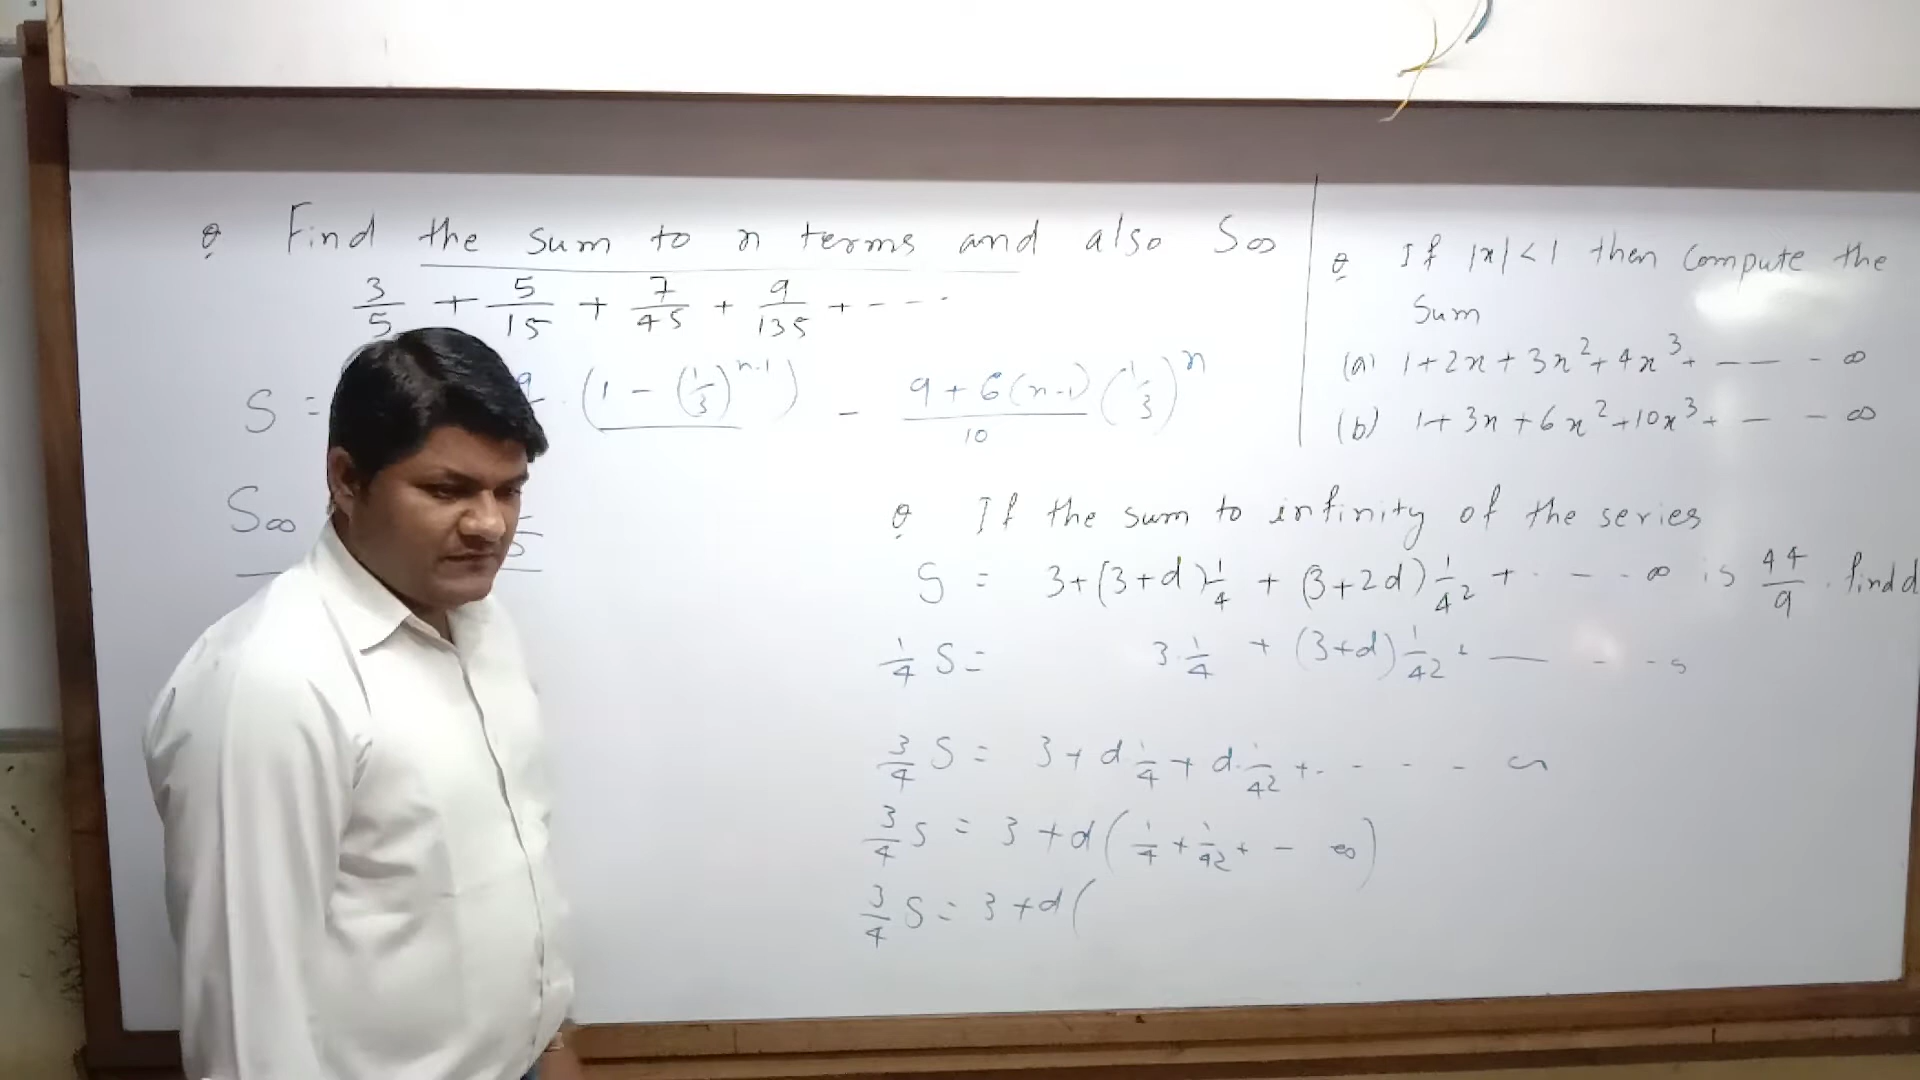 Q Find the sum to n terms and also S∞
3/5 + 5/15 + 7/45 + 9/135 + - - - -
S = 9 . (1 - (1/3)^(n-1)) - (9 + 6(n-1))/10 (1/3)^n
S∞
Q If |x| < 1 then compute the
Sum
(a) 1 + 2x + 3x² + 4x³ + - - - ∞
(b) 1 + 3x + 6x² + 10x³ + - - ∞
Q If the sum to infinity of the series
S = 3 + (3+d) 1/4 + (3+2d) 1/4² + - - - ∞ is 44/9 . find d
1/4 S = 3.1/4 + (3+d) 1/4² + - - -
3/4 S = 3 + d.1/4 + d.1/4² + - - - - ∞
3/4 S = 3 + d (1/4 + 1/4² + - ∞)
3/4 S = 3 + d (